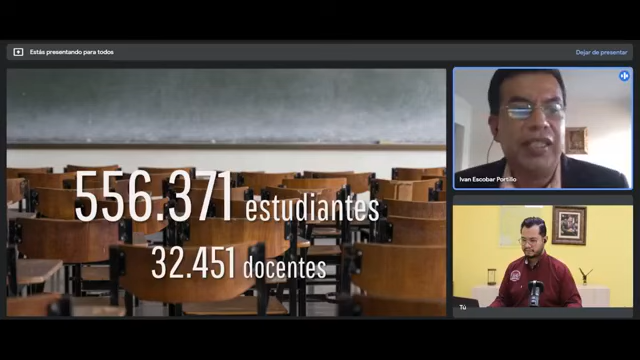 Estás presentando para todos
Dejar de presentar
556.371 estudiantes
32.451 docentes
Ivan Escobar Portillo
Tú